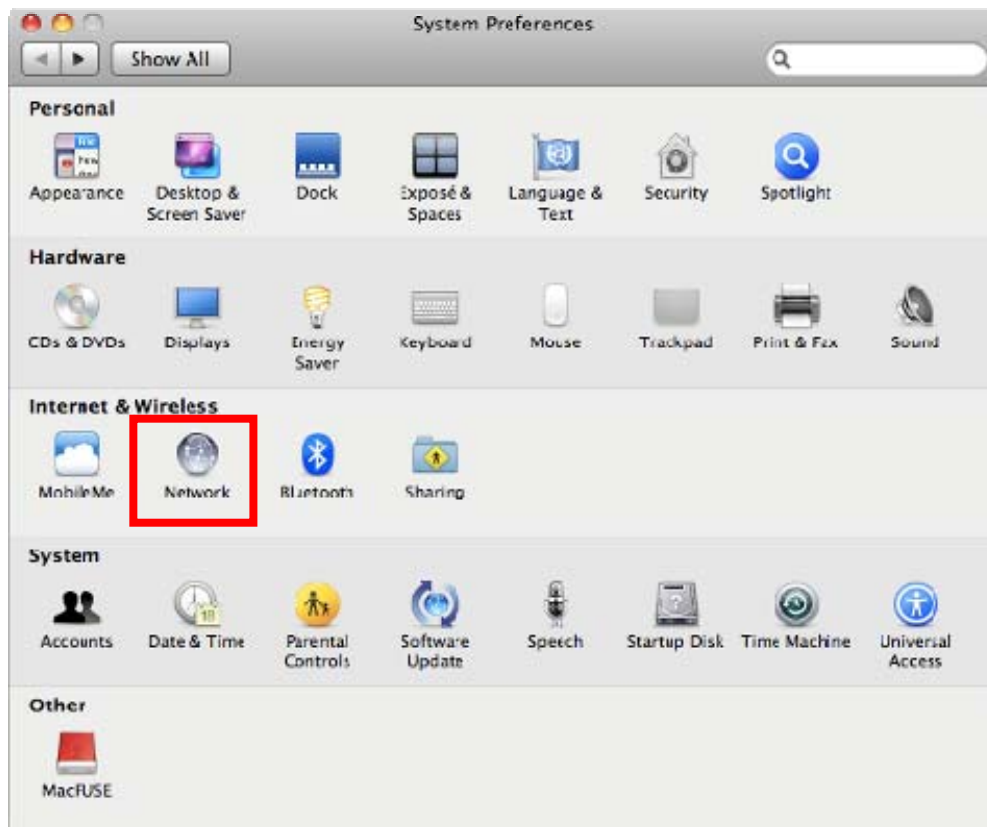 System Preferences
Show All
Personal
Appearance
Desktop &
Screen Saver
Dock
Exposé &
Spaces
Language &
Text
Security
Spotlight
Hardware
CDs & DVDs
Displays
Energy
Saver
Keyboard
Mouse
Trackpad
Print & Fax
Sound
Internet & Wireless
MobileMe
Network
Bluetooth
Sharing
System
Accounts
Date & Time
Parental
Controls
Software
Update
Speech
Startup Disk
Time Machine
Universal
Access
Other
MacFUSE